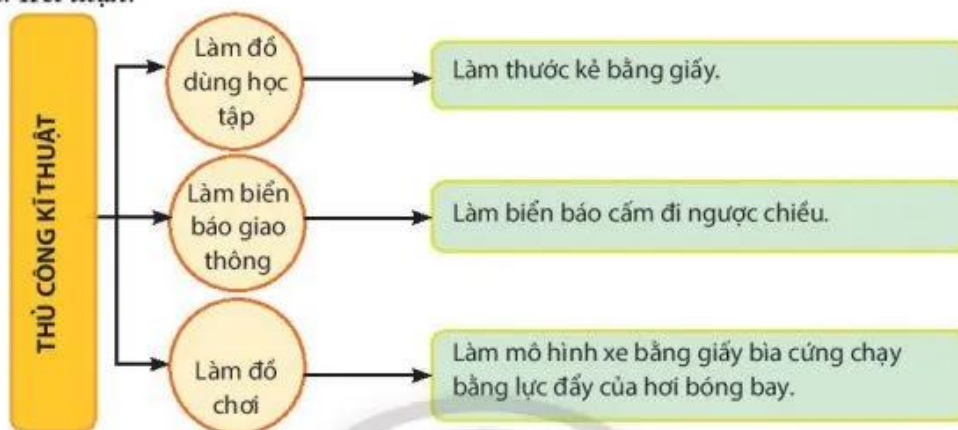 THỦ CÔNG KĨ THUẬT
Làm đồ
dùng học
tập
Làm thước kẻ bằng giấy.
Làm biển
báo giao
thông
Làm biển báo cấm đi ngược chiều.
Làm đồ
chơi
Làm mô hình xe bằng giấy bìa cứng chạy
bằng lực đẩy của hơi bóng bay.